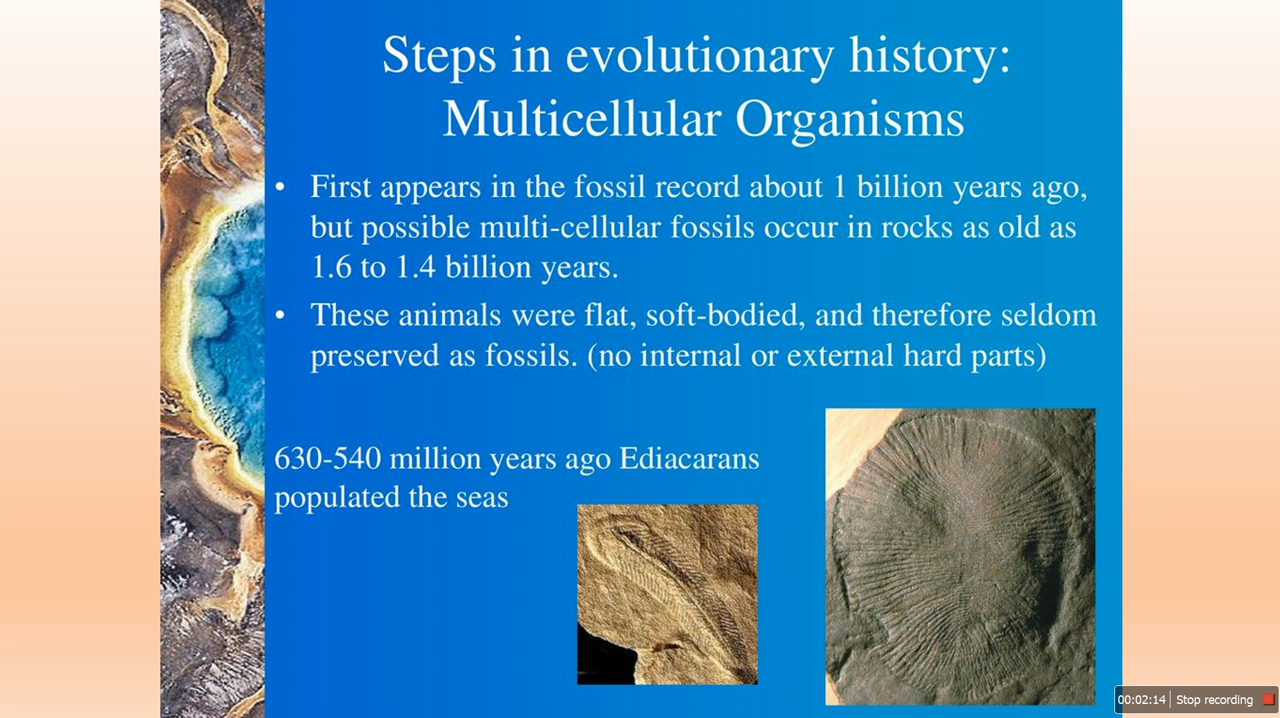 Steps in evolutionary history:
Multicellular Organisms
• First appears in the fossil record about 1 billion years ago,
but possible multi-cellular fossils occur in rocks as old as
1.6 to 1.4 billion years.
• These animals were flat, soft-bodied, and therefore seldom
preserved as fossils. (no internal or external hard parts)
630-540 million years ago Ediacarans
populated the seas
00:02:14 Stop recording